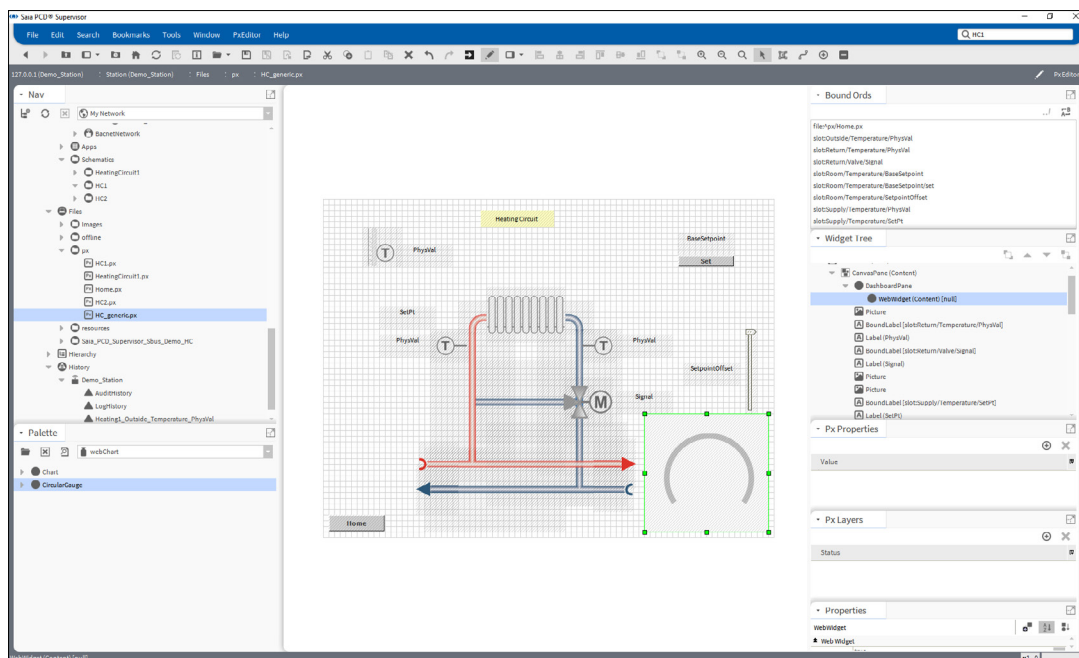 Saia PCD® Supervisor
File Edit Search Bookmarks Tools Window PxEditor Help
HC1
127.0.0.1 (Demo_Station) : Station (Demo_Station) : Files : px : HC_generic.px
PxEditor
Nav
My Network
BacnetNetwork
Apps
Schematics
HeatingCircuit1
HC1
HC2
Files
Images
offline
px
HC1.px
HeatingCircuit1.px
Home.px
HC2.px
HC_generic.px
resources
Saia_PCD_Supervisor_Sbus_Demo_HC
Hierarchy
History
Demo_Station
AuditHistory
LogHistory
Heating1_Outside_Temperature_PhysVal
Palette
webChart
Chart
CircularGauge
Heating Circuit
T
PhysVal
BaseSetpoint
Set
SetPt
PhysVal
T
T
PhysVal
SetpointOffset
M
Signal
Home
Bound Ords
file:^px/Home.px
slot:Outside/Temperature/PhysVal
slot:Return/Temperature/PhysVal
slot:Return/Valve/Signal
slot:Room/Temperature/BaseSetpoint
slot:Room/Temperature/BaseSetpoint/set
slot:Room/Temperature/SetpointOffset
slot:Supply/Temperature/PhysVal
slot:Supply/Temperature/SetPt
Widget Tree
CanvasPane (Content)
DashboardPane
WebWidget (Content) [null]
Picture
BoundLabel [slot:Return/Temperature/PhysVal]
Label (PhysVal)
BoundLabel [slot:Return/Valve/Signal]
Label (Signal)
Picture
Picture
BoundLabel [slot:Supply/Temperature/SetPt]
Label (SetPt)
Px Properties
Value
Px Layers
Status
Properties
WebWidget
Web Widget